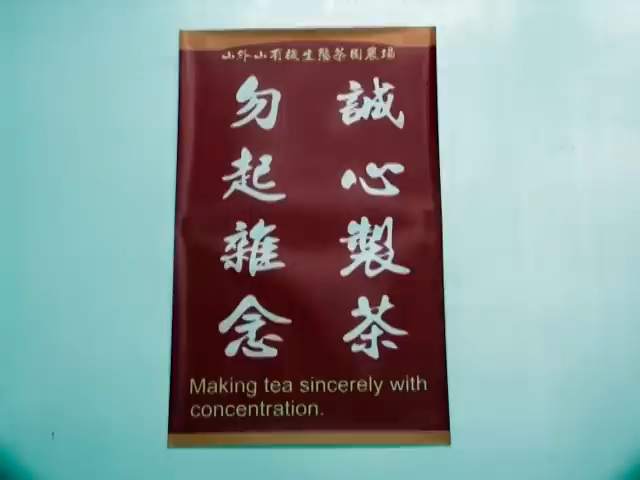 山外山有機生態茶園農場
誠心製茶
勿起雜念
Making tea sincerely with
concentration.